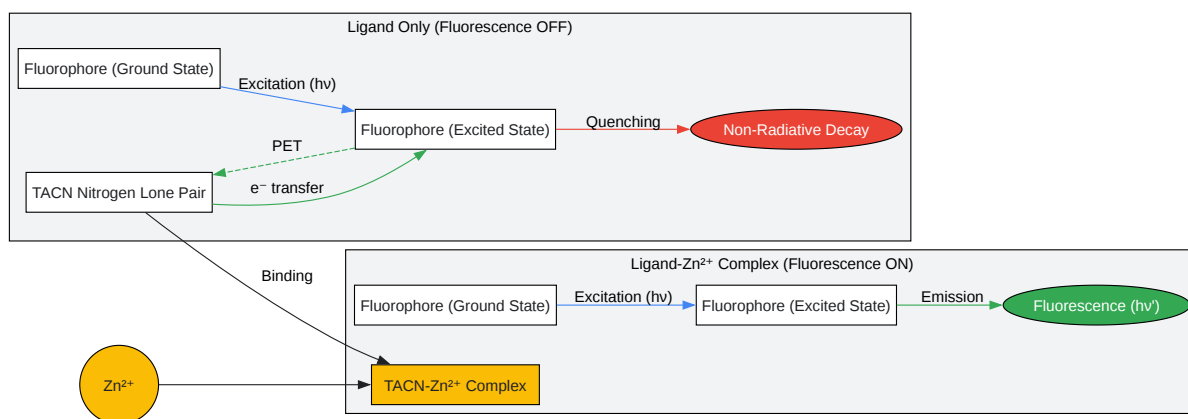 Ligand Only (Fluorescence OFF)
Fluorophore (Ground State)
Excitation (hν)
Fluorophore (Excited State)
Quenching
Non-Radiative Decay
PET
TACN Nitrogen Lone Pair
e⁻ transfer
Binding
Ligand-Zn²⁺ Complex (Fluorescence ON)
Fluorophore (Ground State)
Excitation (hν)
Fluorophore (Excited State)
Emission
Fluorescence (hν')
Zn²⁺
TACN-Zn²⁺ Complex